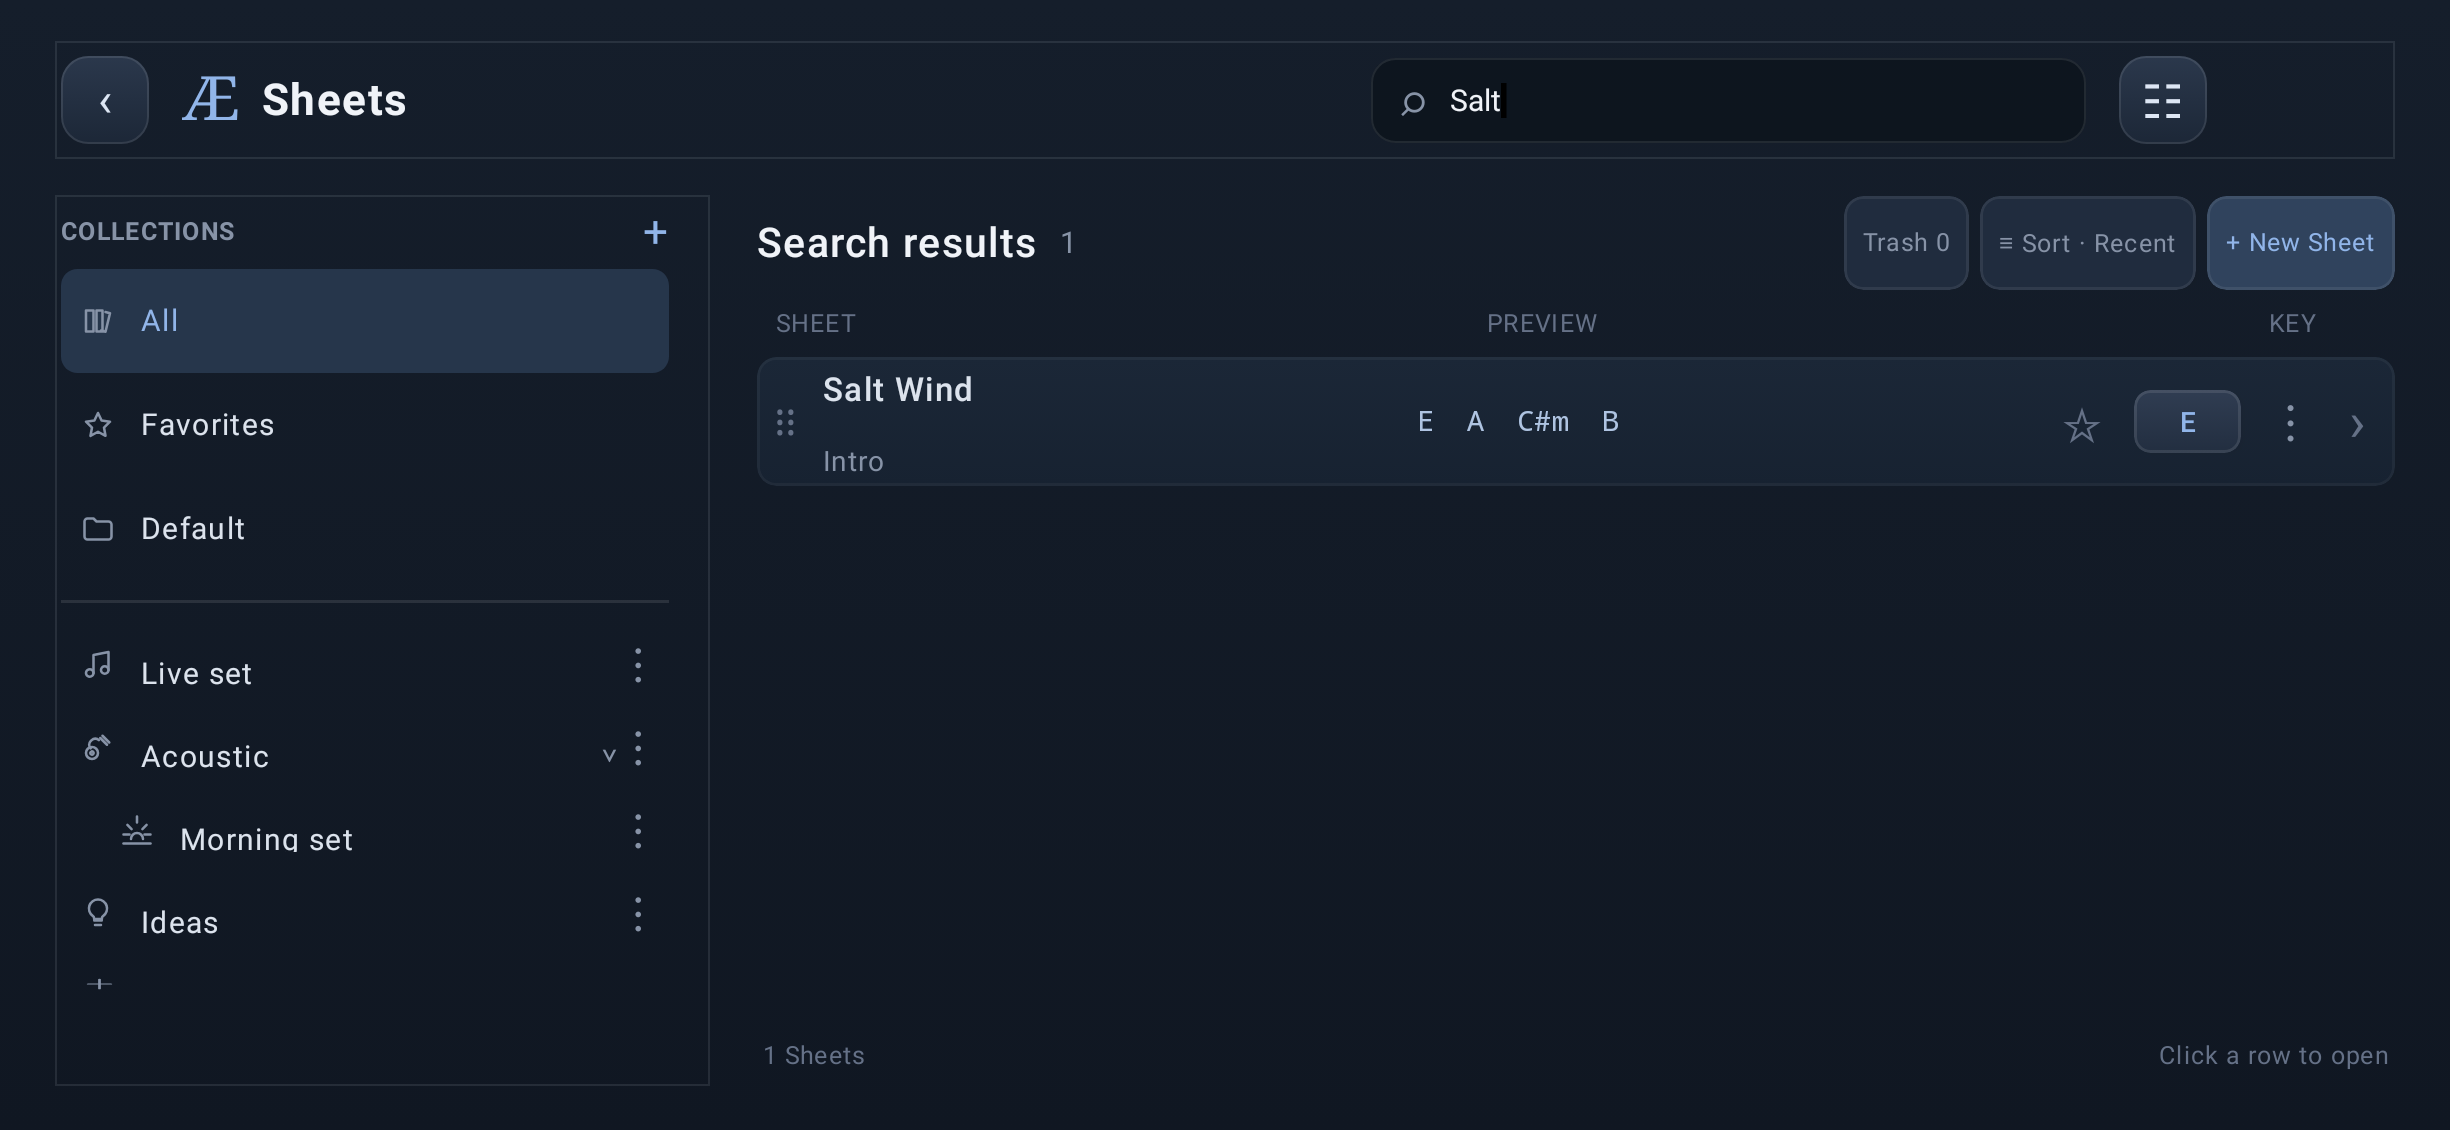 ‹ Æ Sheets
Salt
COLLECTIONS +
All
Favorites
Default
Live set
Acoustic
Morning set
Ideas
Search results 1
Trash 0
≡ Sort · Recent
+ New Sheet
SHEET PREVIEW KEY
Salt Wind
Intro
E A C#m B
E
1 Sheets
Click a row to open